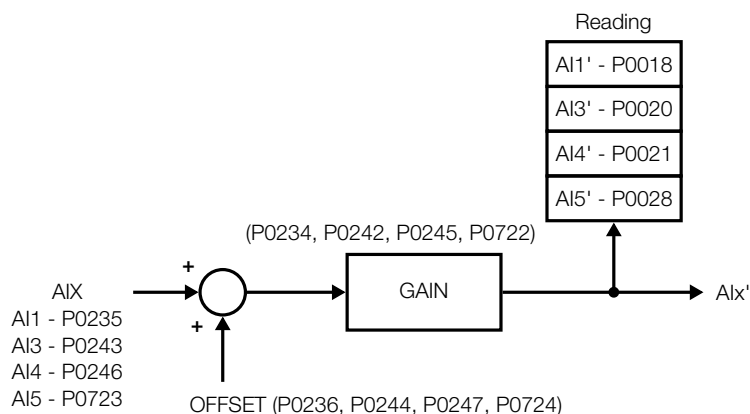 Reading
AI1' - P0018
AI3' - P0020
AI4' - P0021
AI5' - P0028
(P0234, P0242, P0245, P0722)
+
GAIN
AIX
AIx'
AI1 - P0235
+
AI3 - P0243
AI4 - P0246
AI5 - P0723
OFFSET (P0236, P0244, P0247, P0724)